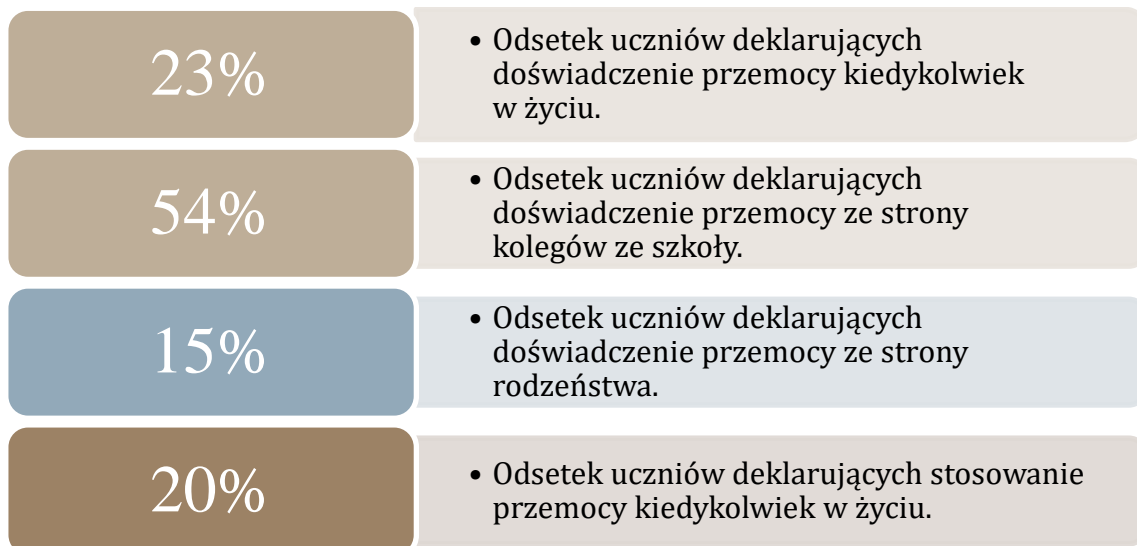 23%
• Odsetek uczniów deklarujących
doświadczenie przemocy kiedykolwiek
w życiu.
54%
• Odsetek uczniów deklarujących
doświadczenie przemocy ze strony
kolegów ze szkoły.
15%
• Odsetek uczniów deklarujących
doświadczenie przemocy ze strony
rodzeństwa.
20%
• Odsetek uczniów deklarujących stosowanie
przemocy kiedykolwiek w życiu.